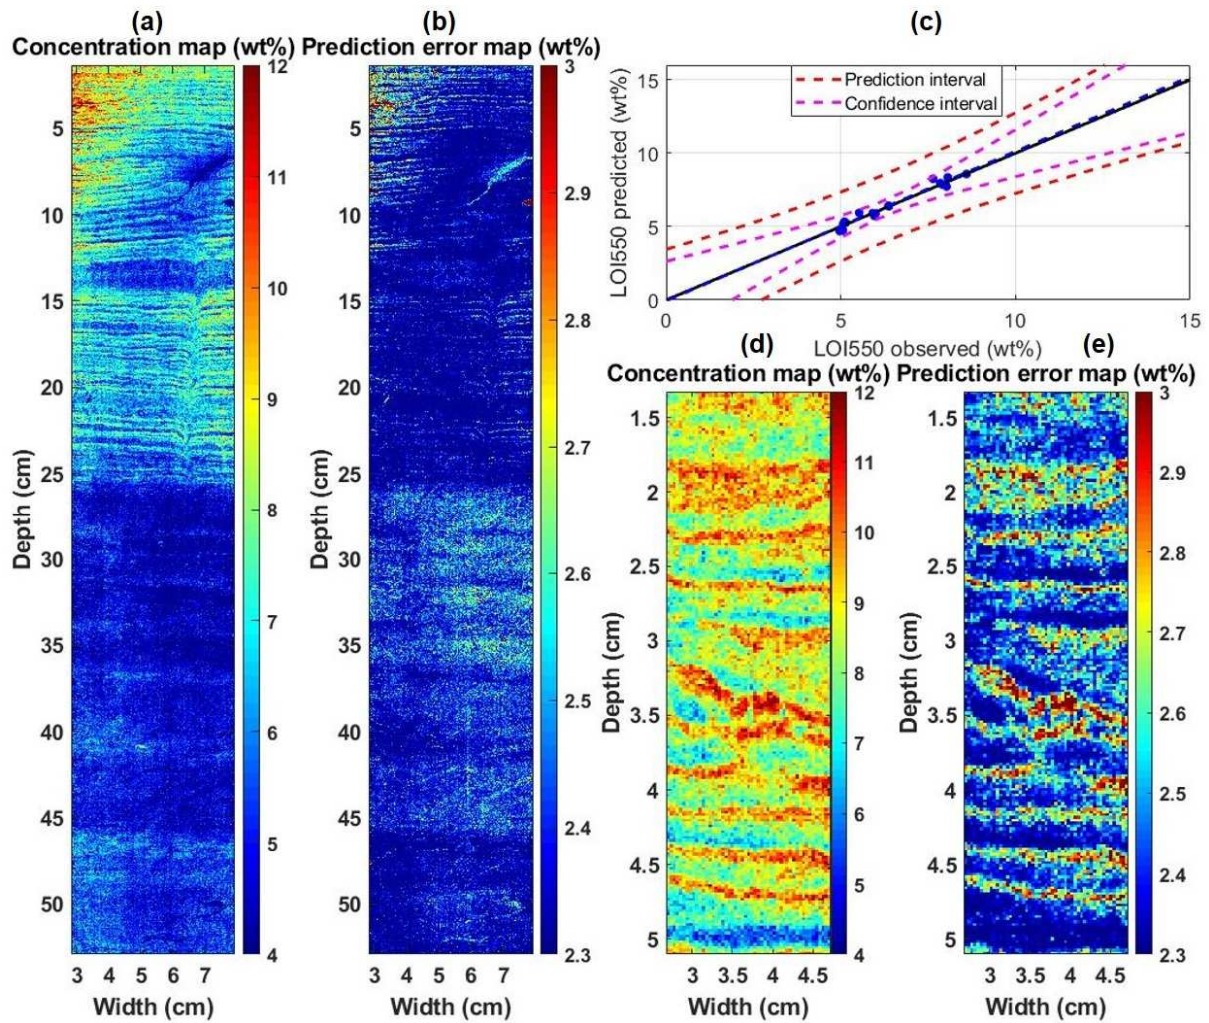 (a)
Concentration map (wt%)
(b)
Prediction error map (wt%)
(c)
Depth (cm)
5
10
15
20
25
30
35
40
45
50
3 4 5 6 7
Width (cm)
12
11
10
9
8
7
6
5
4
Depth (cm)
5
10
15
20
25
30
35
40
45
50
3 4 5 6 7
Width (cm)
3
2.9
2.8
2.7
2.6
2.5
2.4
2.3
LOI550 predicted (wt%)
15
10
5
0
Prediction interval
Confidence interval
0 5 10 15
LOI550 observed (wt%)
(d)
Concentration map (wt%)
Depth (cm)
1.5
2
2.5
3
3.5
4
4.5
5
3 3.5 4 4.5
Width (cm)
12
11
10
9
8
7
6
5
4
(e)
Prediction error map (wt%)
Depth (cm)
1.5
2
2.5
3
3.5
4
4.5
5
3 3.5 4 4.5
Width (cm)
3
2.9
2.8
2.7
2.6
2.5
2.4
2.3